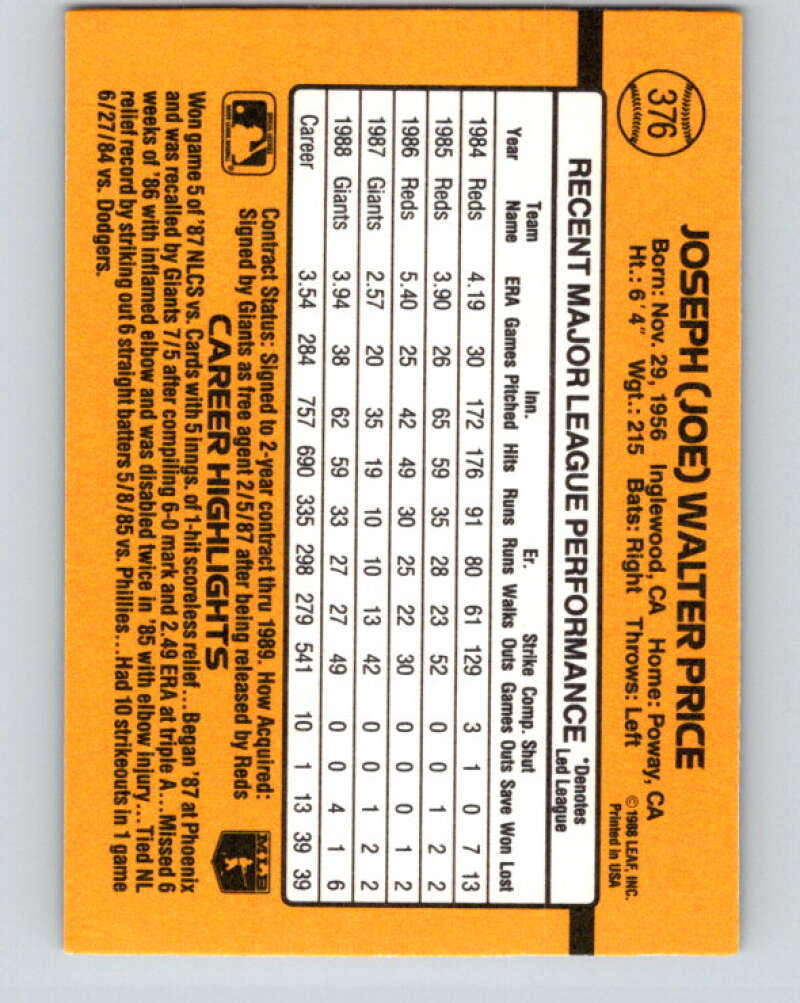 376
JOSEPH (JOE) WALTER PRICE
Born: Nov. 29, 1956 Inglewood, CA Home: Poway, CA
Ht.: 6' 4" Wgt.: 215 Bats: Right Throws: Left
© 1988 LEAF, INC.
Printed in USA
RECENT MAJOR LEAGUE PERFORMANCE *Denotes Led League
Year Team Name ERA Games Inn. Pitched Hits Runs Er. Runs Walks Strike Outs Comp. Games Shut Outs Save Won Lost
1984 Reds 4.19 30 172 176 91 80 61 129 3 1 0 7 13
1985 Reds 3.90 26 65 59 35 28 23 52 0 0 1 2 2
1986 Reds 5.40 25 42 49 30 25 22 30 0 0 0 1 2
1987 Giants 2.57 20 35 19 10 10 13 42 0 0 1 2 2
1988 Giants 3.94 38 62 59 33 27 27 49 0 0 4 1 6
Career 3.54 284 757 690 335 298 279 541 10 1 13 39 39
Contract Status: Signed to 2-year contract thru 1989. How Acquired:
Signed by Giants as free agent 2/5/87 after being released by Reds
MLB
CAREER HIGHLIGHTS
Won game 5 of '87 NLCS vs. Cards with 5 inngs. of 1-hit scoreless relief...Began '87 at Phoenix
and was recalled by Giants 7/5 after compiling 6-0 mark and 2.49 ERA at triple A...Missed 6
weeks of '86 with inflamed elbow and was disabled twice in '85 with elbow injury...Tied NL
relief record by striking out 6 straight batters 5/8/85 vs. Phillies...Had 10 strikeouts in 1 game
6/27/84 vs. Dodgers.